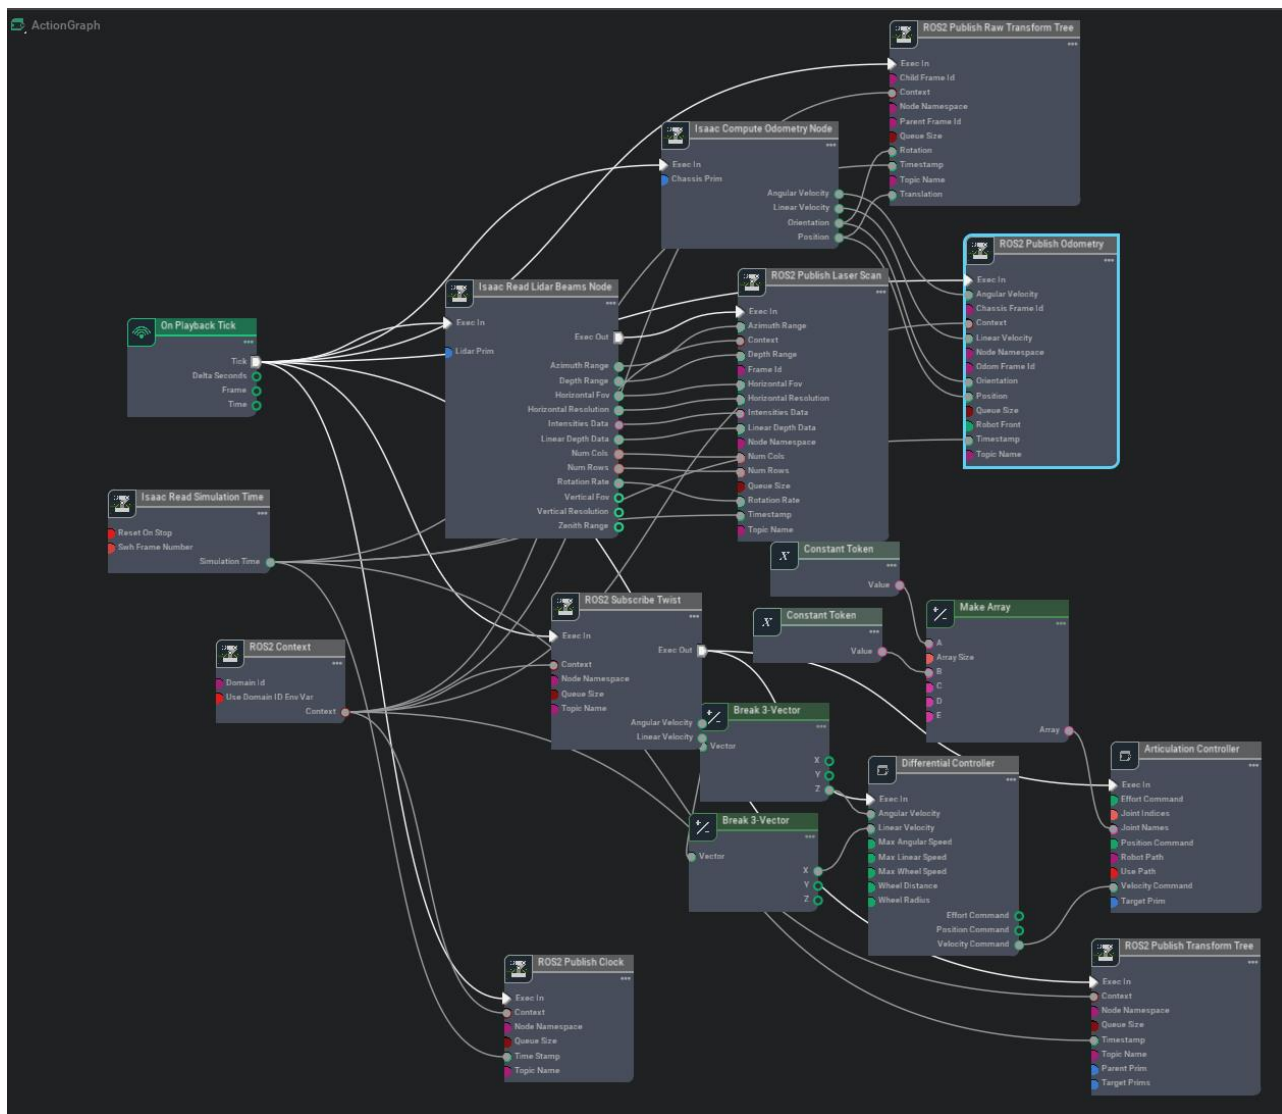 ActionGraph
ROS2 Publish Raw Transform Tree
Exec In
Child Frame Id
Context
Node Namespace
Parent Frame Id
Queue Size
Rotation
Timestamp
Topic Name
Translation
Isaac Compute Odometry Node
Exec In
Chassis Prim
Angular Velocity
Linear Velocity
Orientation
Position
ROS2 Publish Odometry
Exec In
Angular Velocity
Chassis Frame Id
Context
Linear Velocity
Node Namespace
Odom Frame Id
Orientation
Position
Queue Size
Robot Front
Timestamp
Topic Name
Isaac Read Lidar Beams Node
Exec In
Exec Out
Lidar Prim
Azimuth Range
Depth Range
Horizontal Fov
Horizontal Resolution
Intensities Data
Linear Depth Data
Num Cols
Num Rows
Rotation Rate
Vertical Fov
Vertical Resolution
Zenith Range
ROS2 Publish Laser Scan
Exec In
Azimuth Range
Context
Depth Range
Frame Id
Horizontal Fov
Horizontal Resolution
Intensities Data
Linear Depth Data
Node Namespace
Num Cols
Num Rows
Queue Size
Rotation Rate
Timestamp
Topic Name
On Playback Tick
Tick
Delta Seconds
Frame
Time
Isaac Read Simulation Time
Reset On Stop
Swh Frame Number
Simulation Time
ROS2 Context
Domain Id
Use Domain ID Env Var
Context
ROS2 Subscribe Twist
Exec In
Exec Out
Context
Node Namespace
Queue Size
Topic Name
Angular Velocity
Linear Velocity
X
Constant Token
Value
X
Constant Token
Value
Make Array
A
Array Size
B
C
D
E
Array
Break 3-Vector
Vector
X
Y
Z
Break 3-Vector
Vector
X
Y
Z
Differential Controller
Exec In
Angular Velocity
Linear Velocity
Max Angular Speed
Max Linear Speed
Max Wheel Speed
Wheel Distance
Wheel Radius
Effort Command
Position Command
Velocity Command
Articulation Controller
Exec In
Effort Command
Joint Indices
Joint Names
Position Command
Robot Path
Use Path
Velocity Command
Target Prim
ROS2 Publish Clock
Exec In
Context
Node Namespace
Queue Size
Time Stamp
Topic Name
ROS2 Publish Transform Tree
Exec In
Context
Node Namespace
Queue Size
Timestamp
Topic Name
Parent Prim
Target Prims